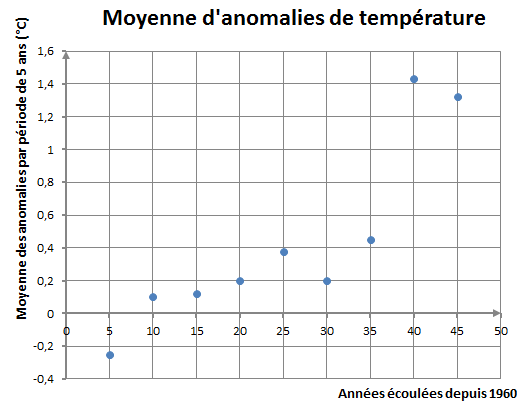 Moyenne d'anomalies de température
Moyenne des anomalies par période de 5 ans (°C)
1,6
1,4
1,2
1
0,8
0,6
0,4
0,2
0
-0,2
-0,4
0 5 10 15 20 25 30 35 40 45 50
Années écoulées depuis 1960